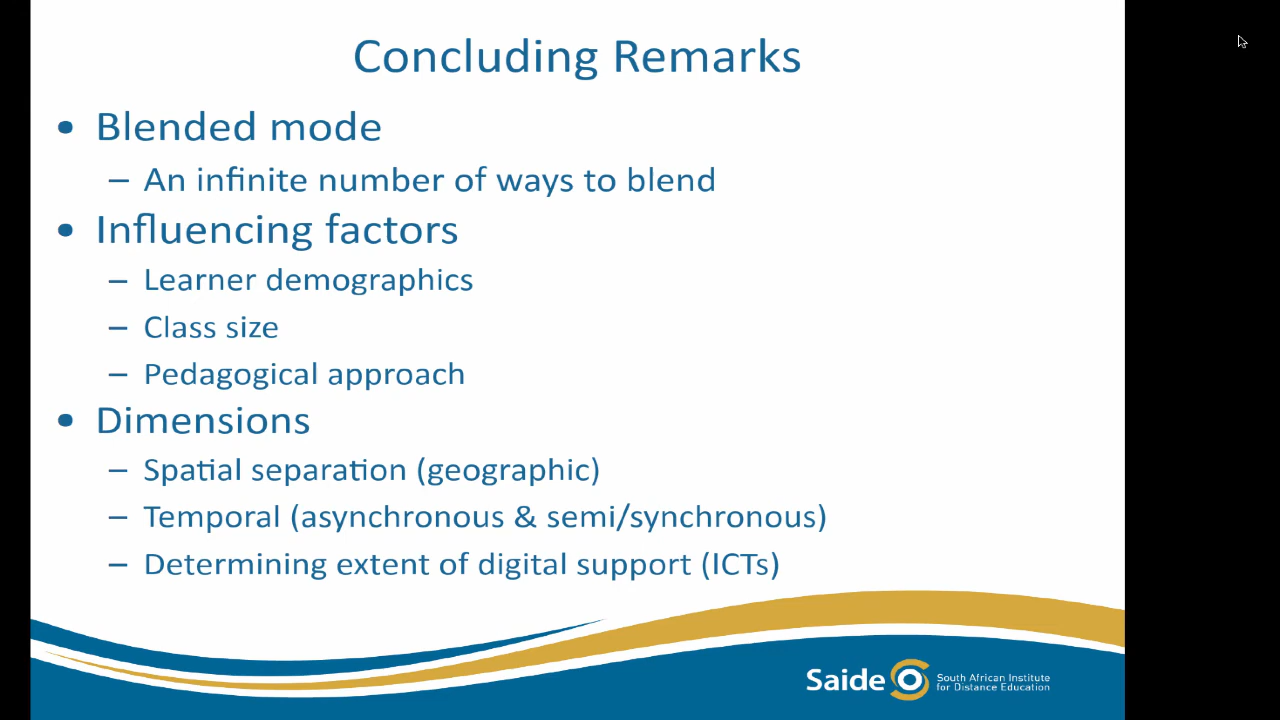 Concluding Remarks
• Blended mode
– An infinite number of ways to blend
• Influencing factors
– Learner demographics
– Class size
– Pedagogical approach
• Dimensions
– Spatial separation (geographic)
– Temporal (asynchronous & semi/synchronous)
– Determining extent of digital support (ICTs)
Saide
South African Institute
for Distance Education